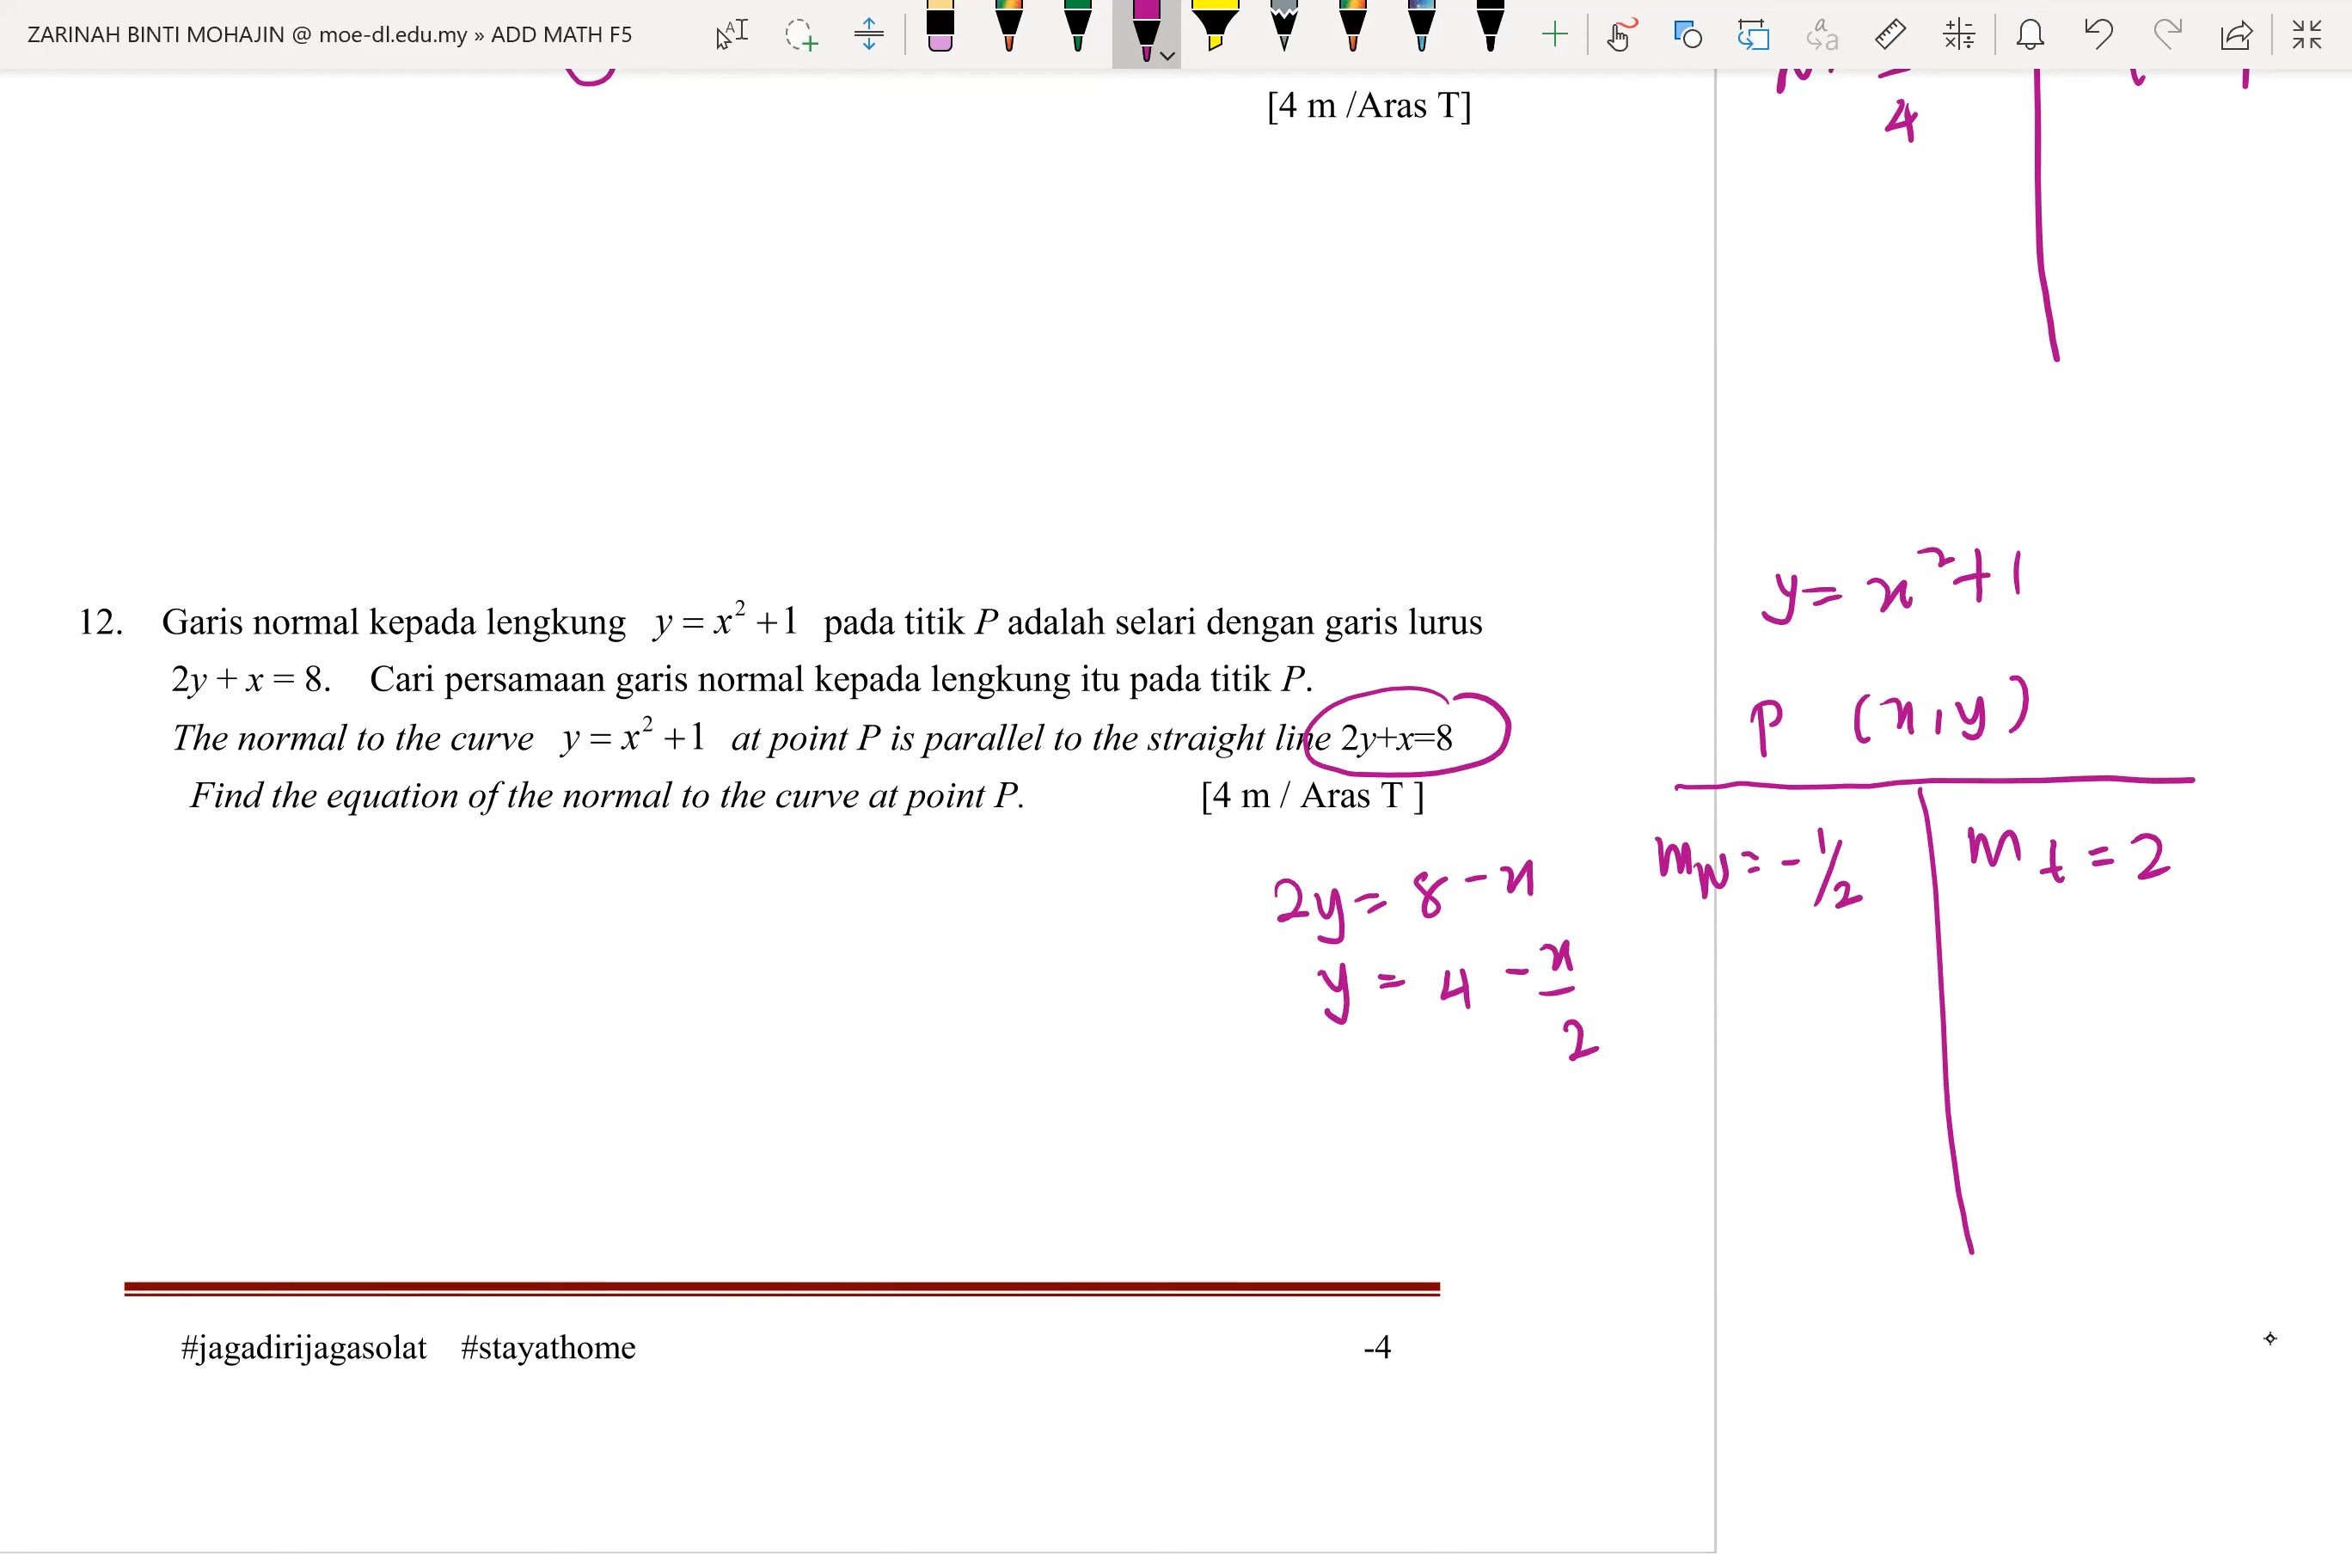 ZARINAH BINTI MOHAJIN @ moe-dl.edu.my » ADD MATH F5
[4 m /Aras T]
4
12. Garis normal kepada lengkung y = x² +1 pada titik P adalah selari dengan garis lurus
2y + x = 8. Cari persamaan garis normal kepada lengkung itu pada titik P.
The normal to the curve y = x² +1 at point P is parallel to the straight line 2y+x=8
Find the equation of the normal to the curve at point P. [4 m / Aras T ]
y = x²+1
P (x,y)
m_N = -1/2
m_t = 2
2y = 8 - x
y = 4 - x/2
#jagadirijagasolat #stayathome -4